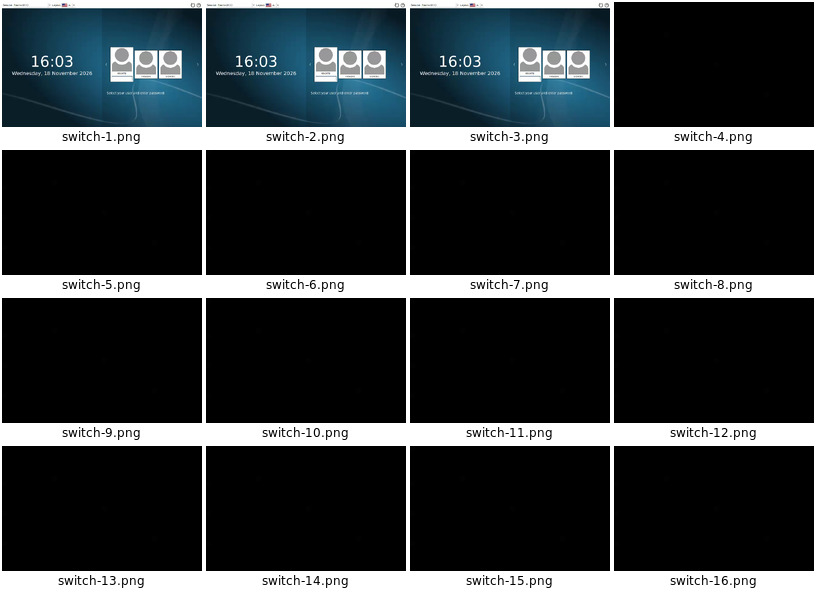 16:03
Wednesday, 18 November 2026
16:03
Wednesday, 18 November 2026
16:03
Wednesday, 18 November 2026
switch-1.png
switch-2.png
switch-3.png
switch-4.png
switch-5.png
switch-6.png
switch-7.png
switch-8.png
switch-9.png
switch-10.png
switch-11.png
switch-12.png
switch-13.png
switch-14.png
switch-15.png
switch-16.png